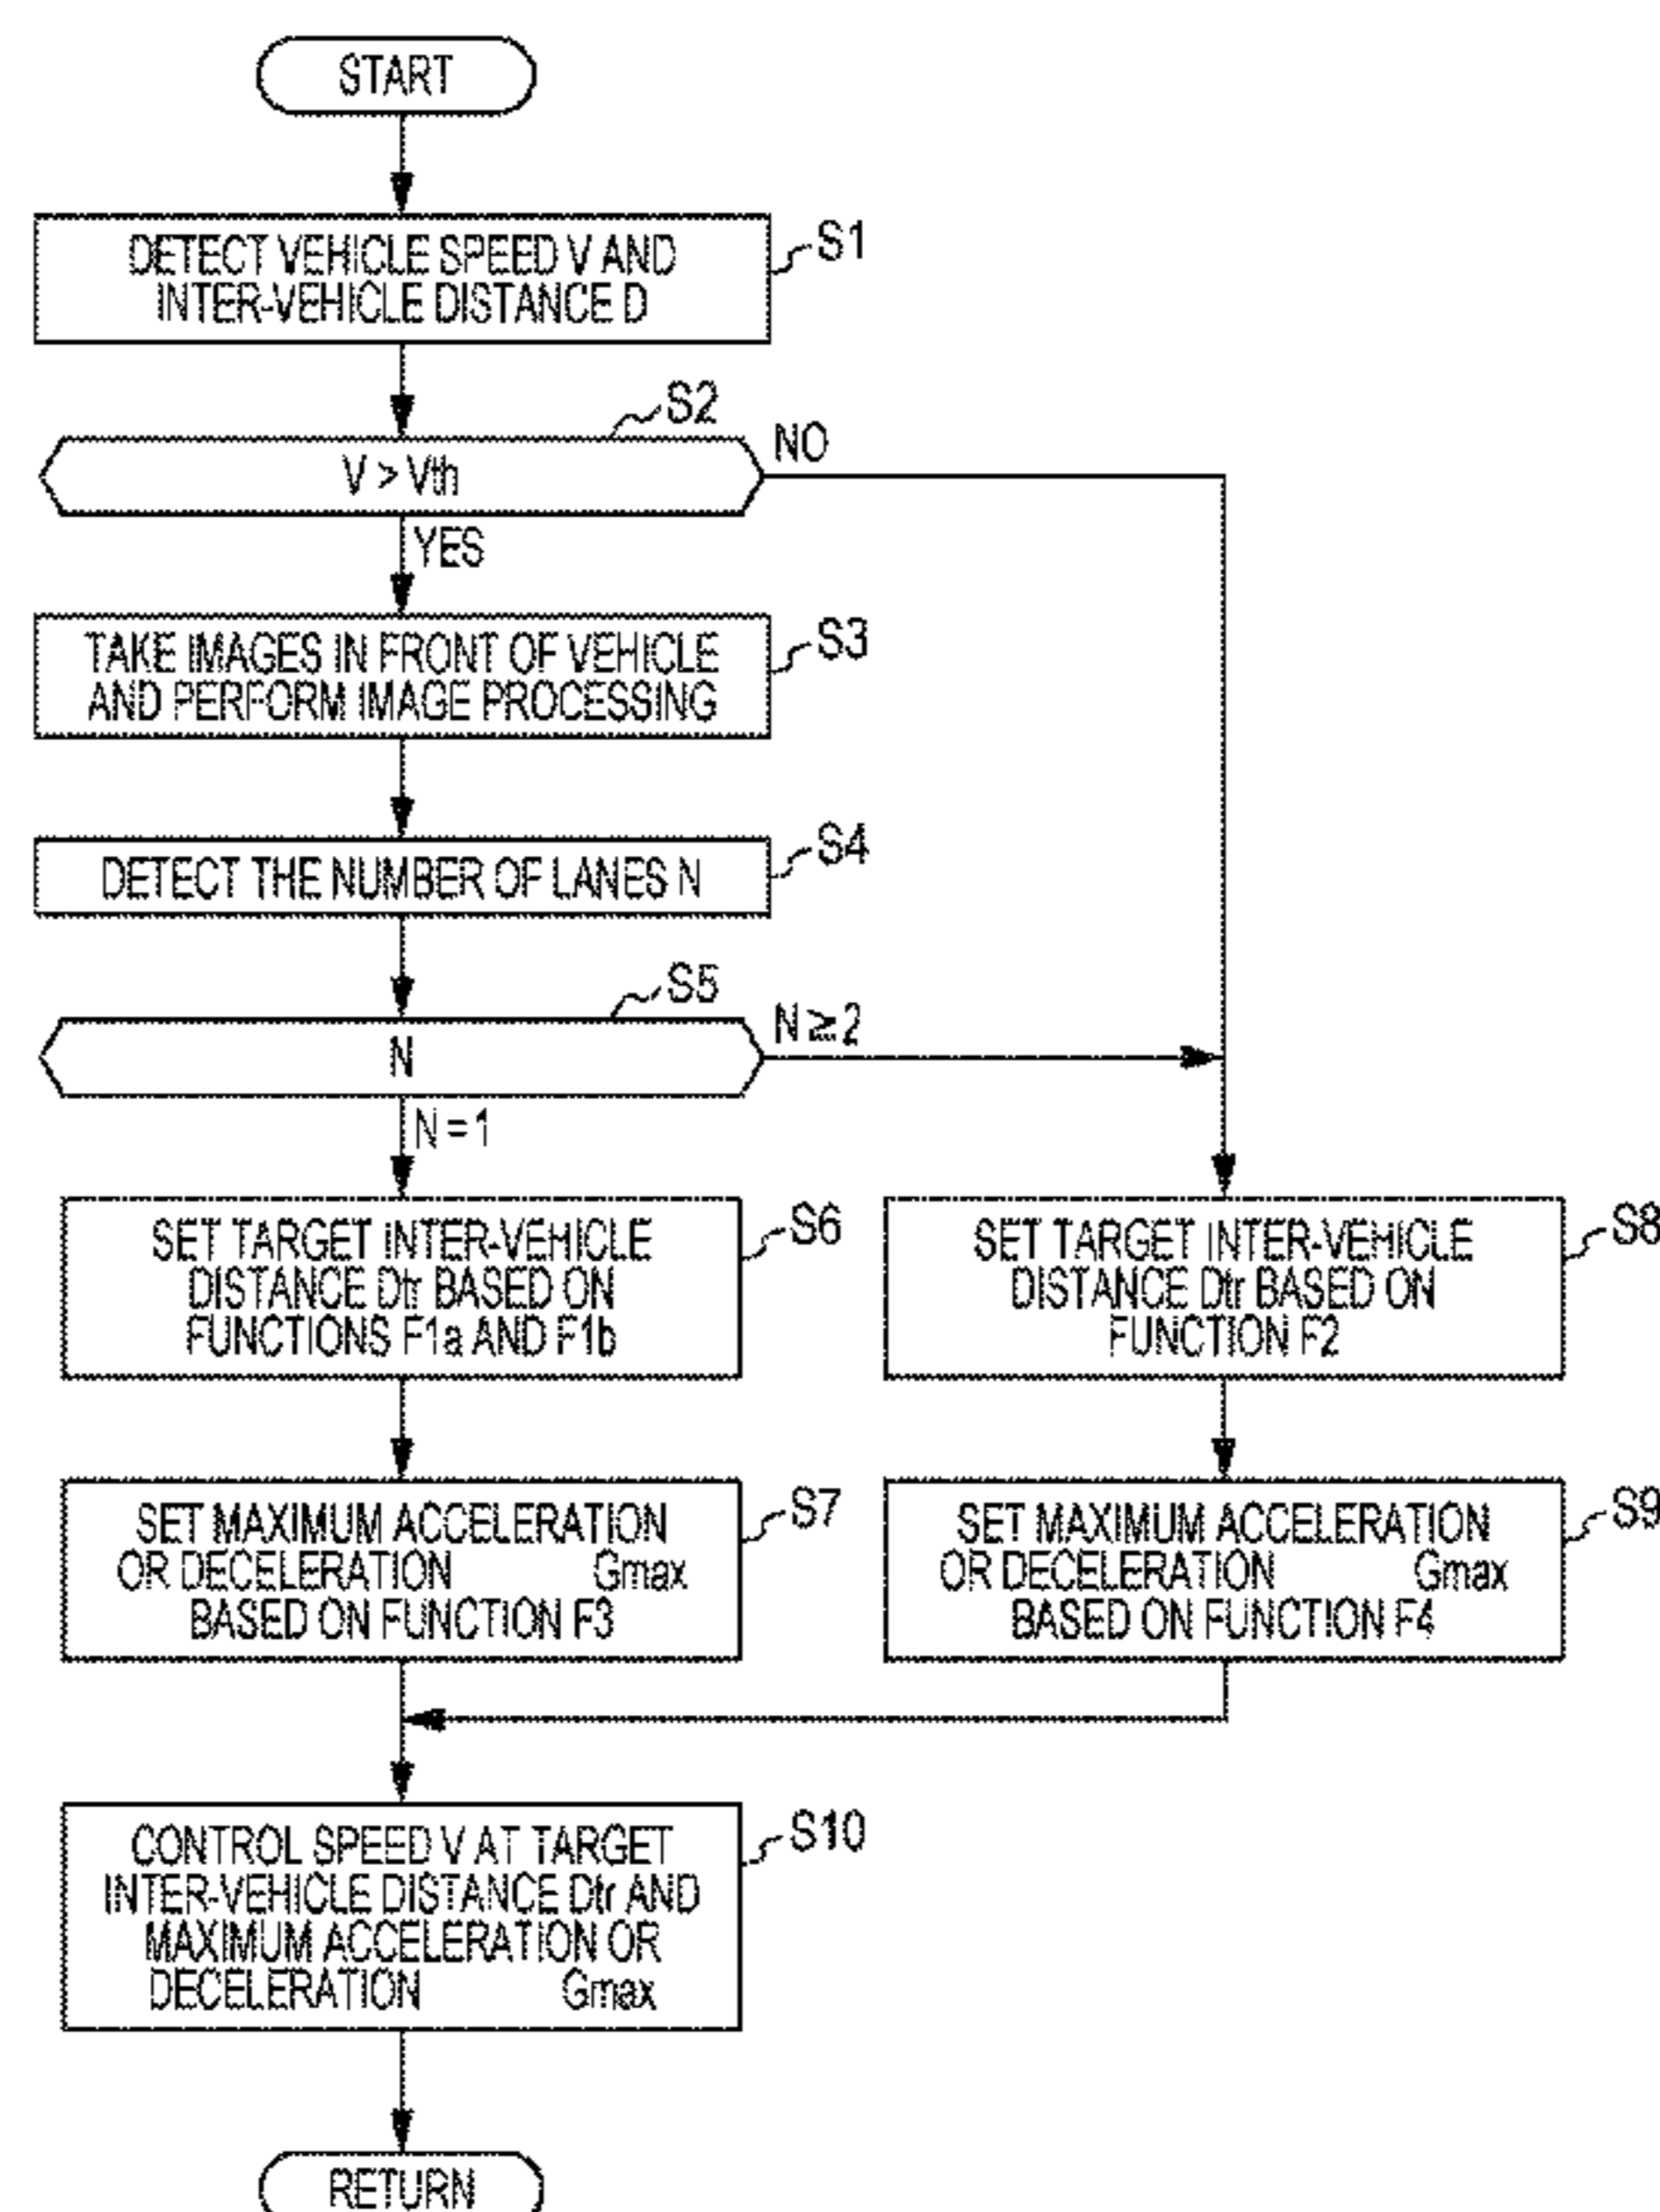 START
DETECT VEHICLE SPEED V AND
INTER-VEHICLE DISTANCE D
S1
S2
V > Vth
NO
YES
TAKE IMAGES IN FRONT OF VEHICLE
AND PERFORM IMAGE PROCESSING
S3
DETECT THE NUMBER OF LANES N
S4
S5
N
N ≥ 2
N = 1
SET TARGET INTER-VEHICLE
DISTANCE Dtr BASED ON
FUNCTIONS F1a AND F1b
S6
SET TARGET INTER-VEHICLE
DISTANCE Dtr BASED ON
FUNCTION F2
S8
SET MAXIMUM ACCELERATION
OR DECELERATION Gmax
BASED ON FUNCTION F3
S7
SET MAXIMUM ACCELERATION
OR DECELERATION Gmax
BASED ON FUNCTION F4
S9
CONTROL SPEED V AT TARGET
INTER-VEHICLE DISTANCE Dtr AND
MAXIMUM ACCELERATION OR
DECELERATION Gmax
S10
RETURN